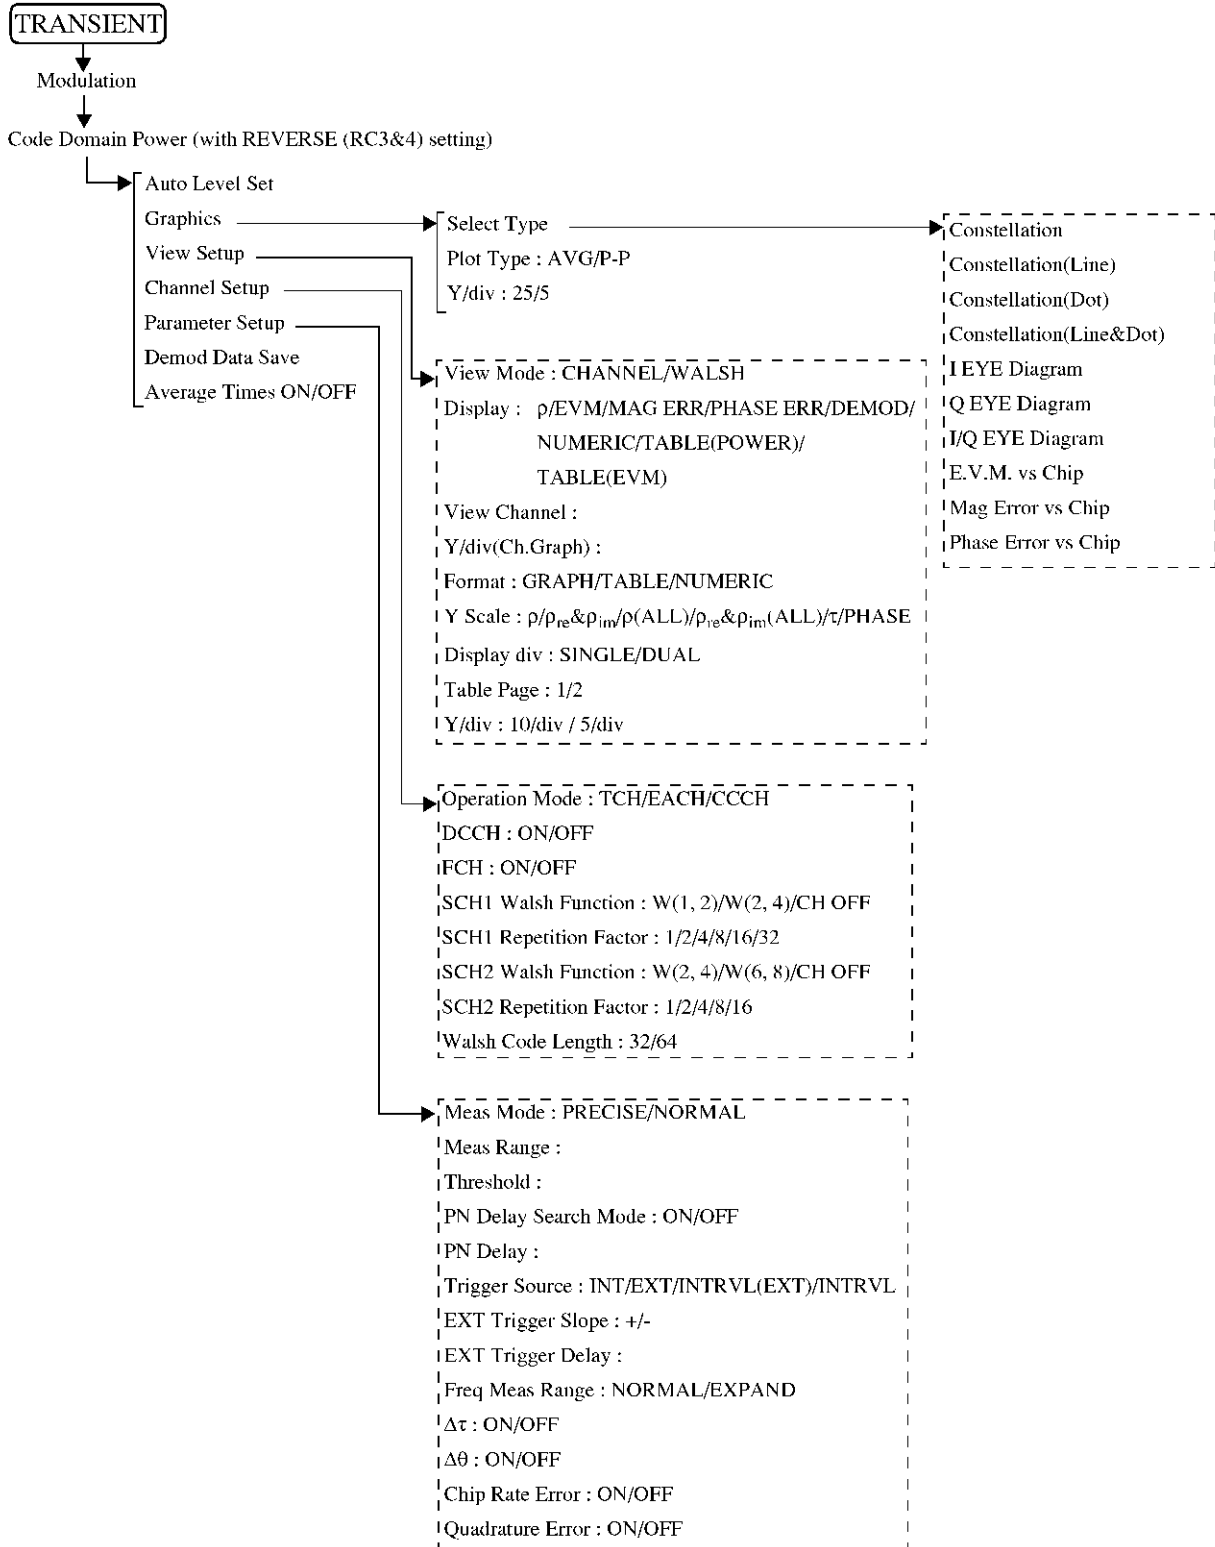 TRANSIENT
Modulation
Code Domain Power (with REVERSE (RC3&4) setting)
Auto Level Set
Graphics
View Setup
Channel Setup
Parameter Setup
Demod Data Save
Average Times ON/OFF
Select Type
Plot Type : AVG/P-P
Y/div : 25/5
Constellation
Constellation(Line)
Constellation(Dot)
Constellation(Line&Dot)
I EYE Diagram
Q EYE Diagram
I/Q EYE Diagram
E.V.M. vs Chip
Mag Error vs Chip
Phase Error vs Chip
View Mode : CHANNEL/WALSH
Display : ρ/EVM/MAG ERR/PHASE ERR/DEMOD/
NUMERIC/TABLE(POWER)/
TABLE(EVM)
View Channel :
Y/div(Ch.Graph) :
Format : GRAPH/TABLE/NUMERIC
Y Scale : ρ/ρre&ρim/ρ(ALL)/ρre&ρim(ALL)/τ/PHASE
Display div : SINGLE/DUAL
Table Page : 1/2
Y/div : 10/div / 5/div
Operation Mode : TCH/EACH/CCCH
DCCH : ON/OFF
FCH : ON/OFF
SCH1 Walsh Function : W(1, 2)/W(2, 4)/CH OFF
SCH1 Repetition Factor : 1/2/4/8/16/32
SCH2 Walsh Function : W(2, 4)/W(6, 8)/CH OFF
SCH2 Repetition Factor : 1/2/4/8/16
Walsh Code Length : 32/64
Meas Mode : PRECISE/NORMAL
Meas Range :
Threshold :
PN Delay Search Mode : ON/OFF
PN Delay :
Trigger Source : INT/EXT/INTRVL(EXT)/INTRVL
EXT Trigger Slope : +/-
EXT Trigger Delay :
Freq Meas Range : NORMAL/EXPAND
Δτ : ON/OFF
Δθ : ON/OFF
Chip Rate Error : ON/OFF
Quadrature Error : ON/OFF